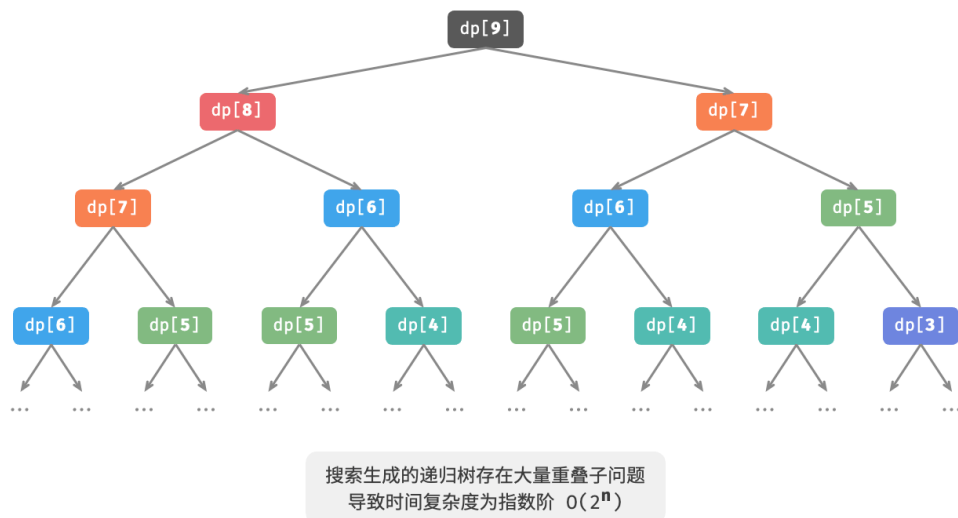 dp[9]
dp[8] dp[7]
dp[7] dp[6] dp[6] dp[5]
dp[6] dp[5] dp[5] dp[4] dp[5] dp[4] dp[4] dp[3]
... ... ... ... ... ... ... ... ... ... ... ... ... ... ... ...
搜索生成的递归树存在大量重叠子问题
导致时间复杂度为指数阶 O(2ⁿ)